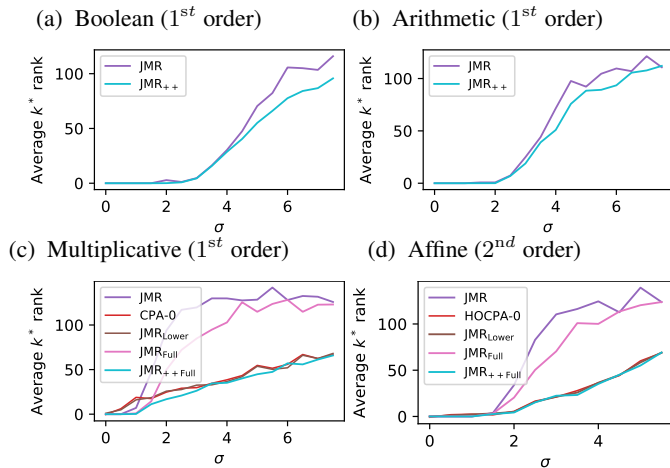 (a) Boolean (1st order)
100
50
0
Average k* rank
JMR
JMR++
0 2 4 6
σ
(b) Arithmetic (1st order)
100
50
0
Average k* rank
JMR
JMR++
0 2 4 6
σ
(c) Multiplicative (1st order)
100
50
0
Average k* rank
JMR
CPA-0
JMRLower
JMRFull
JMR++Full
0 2 4 6
σ
(d) Affine (2nd order)
100
50
0
Average k* rank
JMR
HOCPA-0
JMRLower
JMRFull
JMR++Full
0 2 4
σ